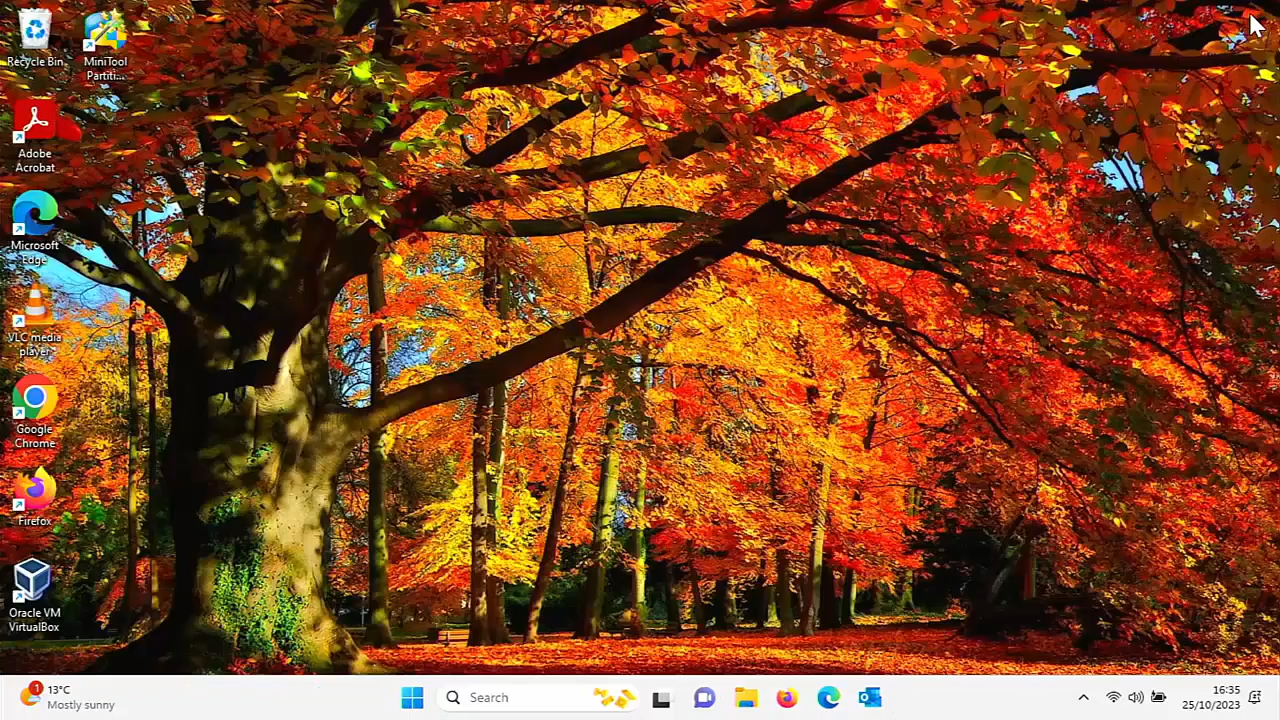 Recycle Bin
MiniTool
Partiti...
Adobe
Acrobat
Microsoft
Edge
VLC media
player
Google
Chrome
Firefox
Oracle VM
VirtualBox
1
13°C
Mostly sunny
Search
16:35
25/10/2023